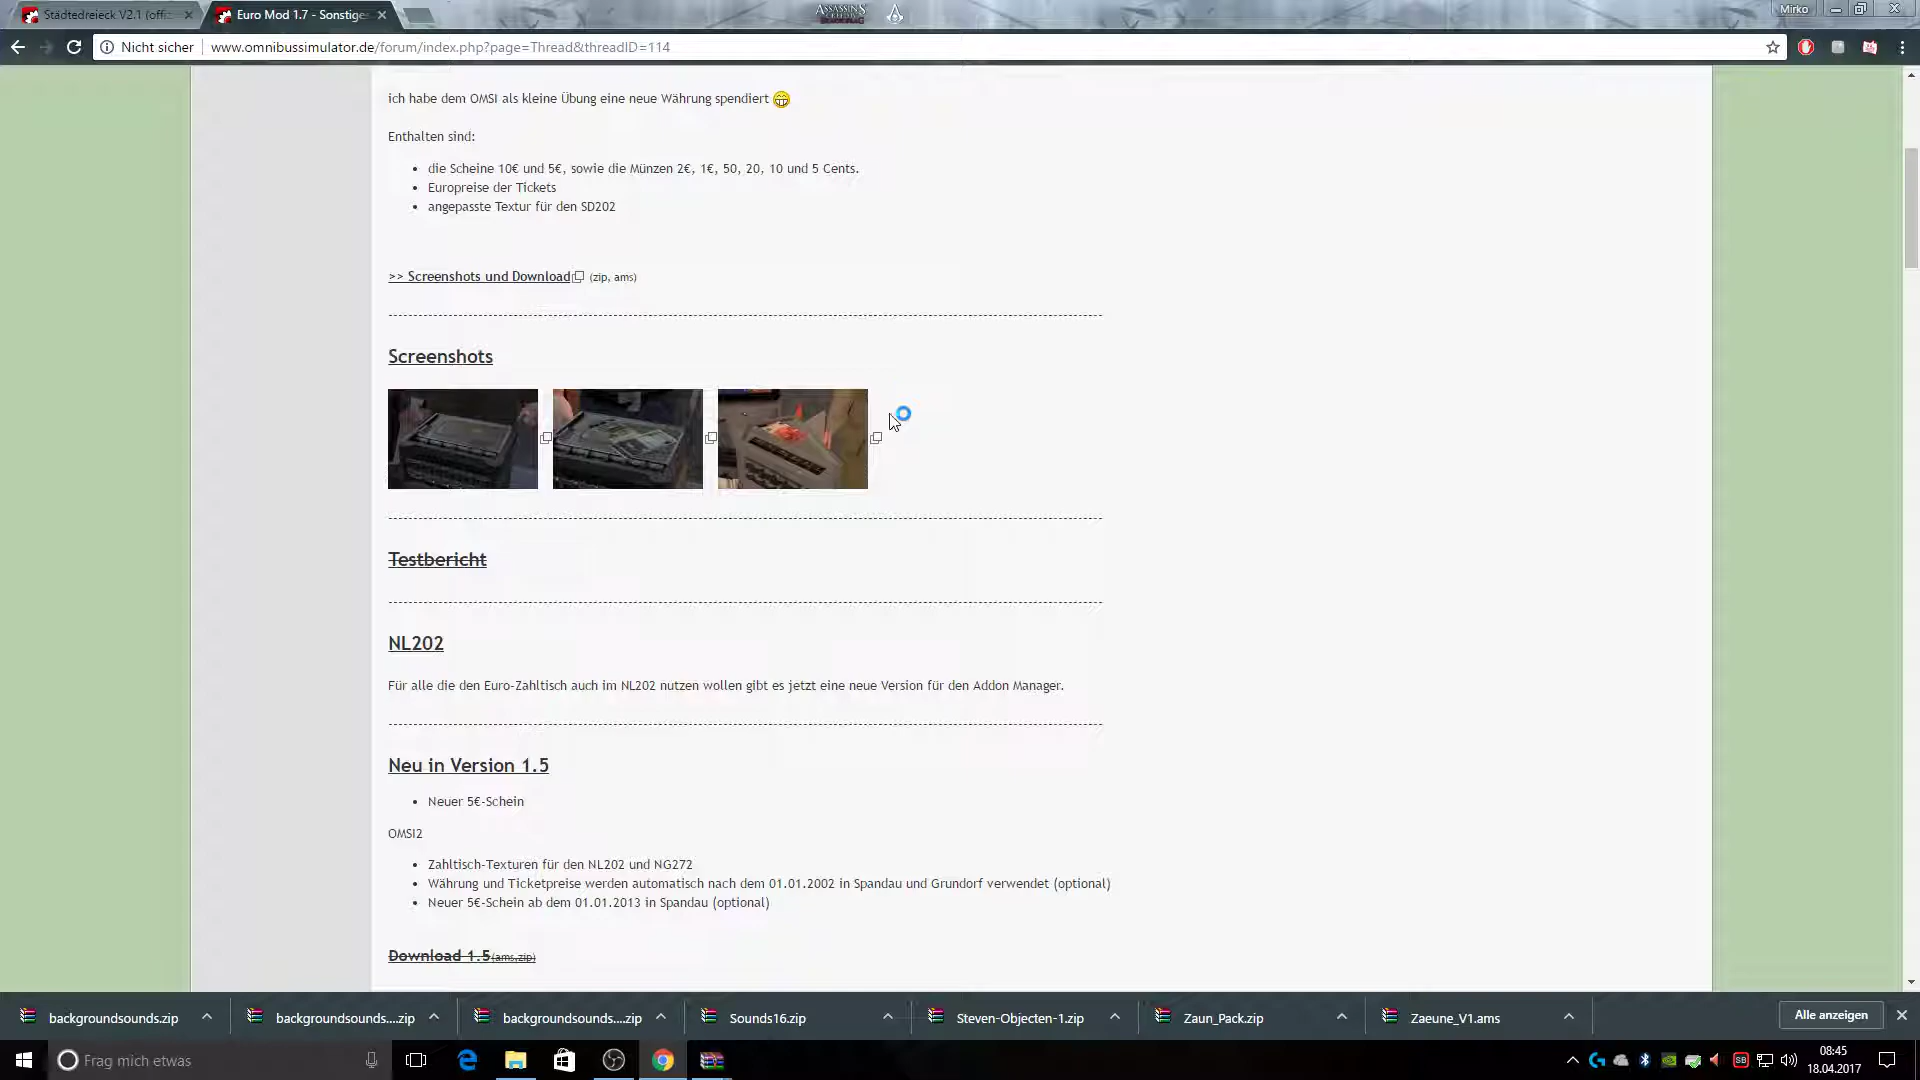 Städtedreieck V2.1 (offiz
Euro Mod 1.7 - Sonstige
ASSASSIN'S
Mirko
Nicht sicher
www.omnibussimulator.de/forum/index.php?page=Thread&threadID=114
ich habe dem OMSI als kleine Übung eine neue Währung spendiert
Enthalten sind:
die Scheine 10€ und 5€, sowie die Münzen 2€, 1€, 50, 20, 10 und 5 Cents.
Europreise der Tickets
angepasste Textur für den SD202
>> Screenshots und Download (zip, ams)
Screenshots
Testbericht
NL202
Für alle die den Euro-Zahltisch auch im NL202 nutzen wollen gibt es jetzt eine neue Version für den Addon Manager.
Neu in Version 1.5
Neuer 5€-Schein
OMSI2
Zahltisch-Texturen für den NL202 und NG272
Währung und Ticketpreise werden automatisch nach dem 01.01.2002 in Spandau und Grundorf verwendet (optional)
Neuer 5€-Schein ab dem 01.01.2013 in Spandau (optional)
Download 1.5(ams,zip)
backgroundsounds.zip
backgroundsounds....zip
backgroundsounds....zip
Sounds16.zip
Steven-Objecten-1.zip
Zaun_Pack.zip
Zaeune_V1.ams
Alle anzeigen
Frag mich etwas
08:45
18.04.2017